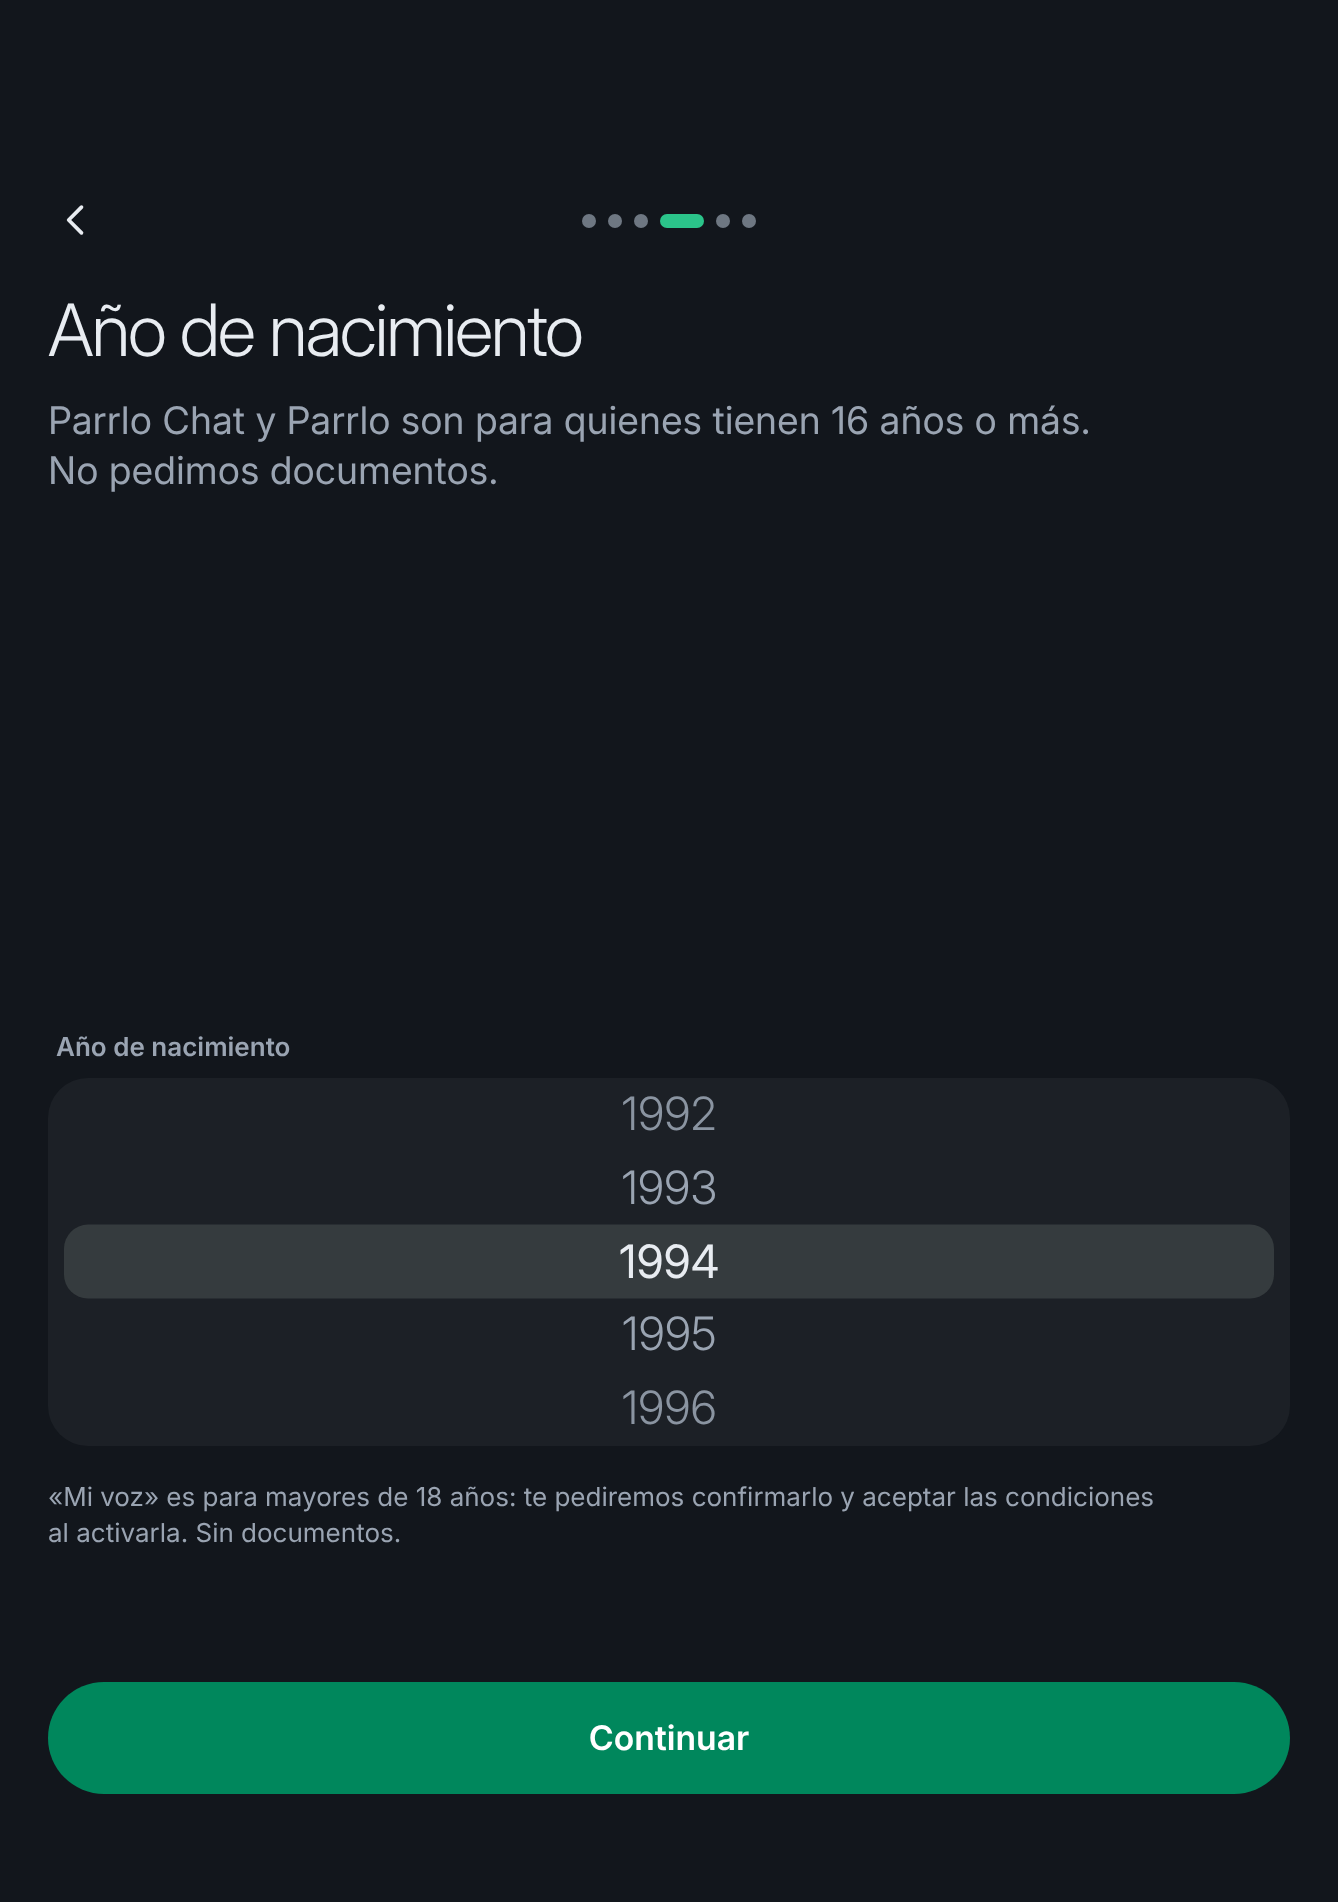 Año de nacimiento
Parrlo Chat y Parrlo son para quienes tienen 16 años o más.
No pedimos documentos.
Año de nacimiento
1992
1993
1994
1995
1996
«Mi voz» es para mayores de 18 años: te pediremos confirmarlo y aceptar las condiciones
al activarla. Sin documentos.
Continuar